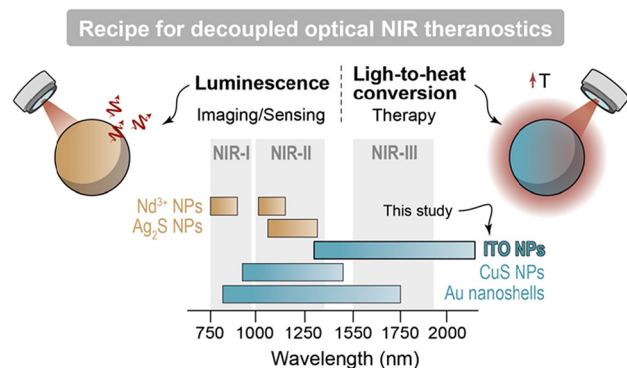 Recipe for decoupled optical NIR theranostics
Luminescence
Imaging/Sensing
Ligh-to-heat
conversion
Therapy
T
NIR-I
NIR-II
NIR-III
Nd³⁺ NPs
Ag₂S NPs
This study
ITO NPs
CuS NPs
Au nanoshells
750 1000 1250 1550 1750 2000
Wavelength (nm)